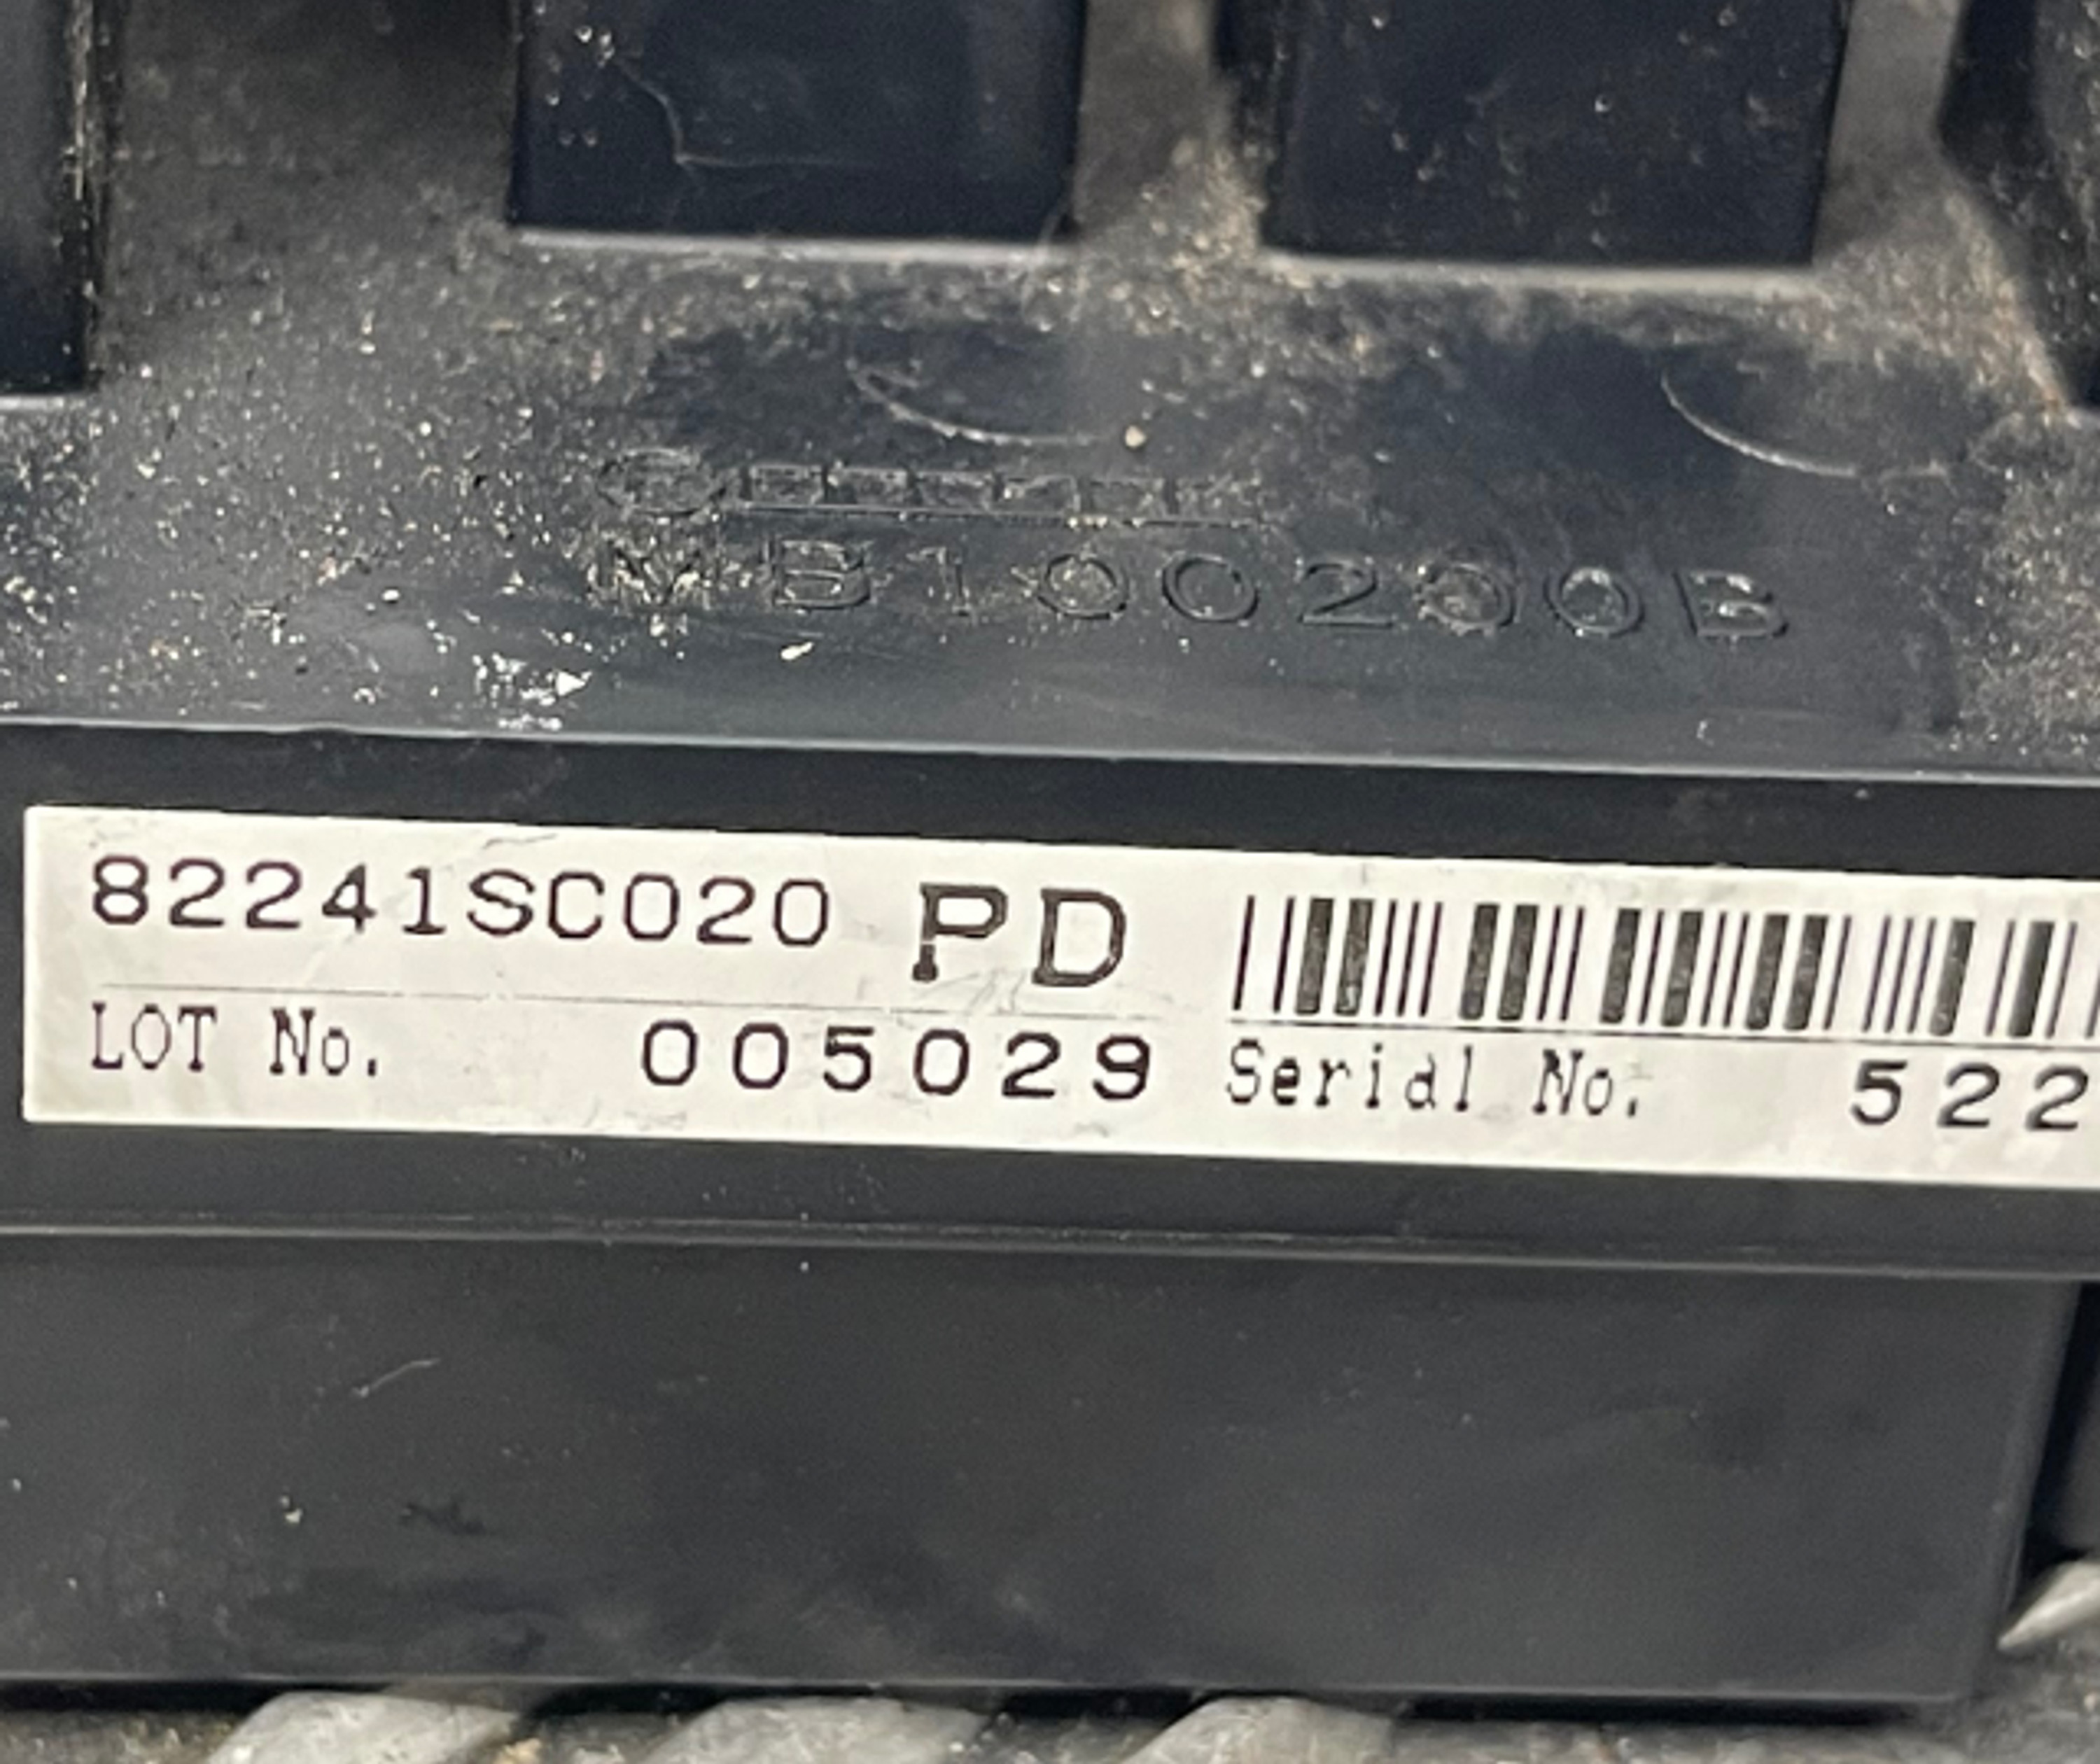 MB100200B
82241SC020 PD
LOT No. 005029 Serial No. 522